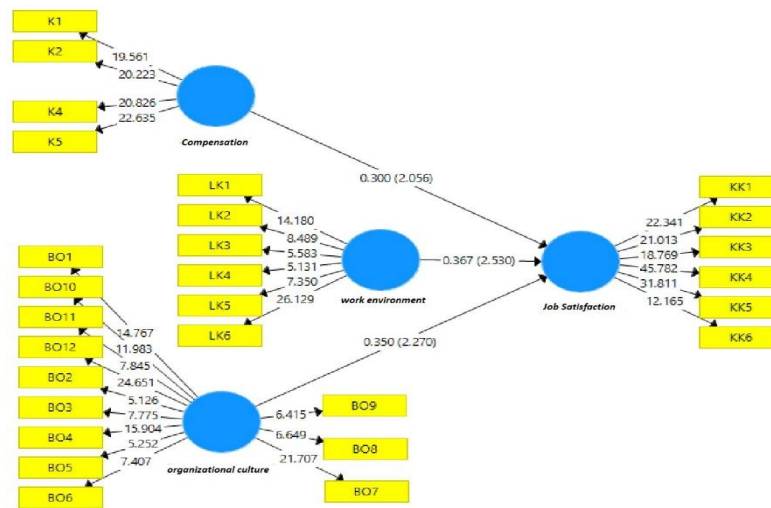 K1
K2
K4
K5
19.561
20.223
20.826
22.635
Compensation
0.300 (2.056)
LK1
LK2
LK3
LK4
LK5
LK6
14.180
8.489
5.583
5.131
7.350
26.129
work environment
0.367 (2.530)
KK1
KK2
KK3
KK4
KK5
KK6
22.341
21.013
18.769
45.782
31.811
12.165
Job Satisfaction
0.350 (2.270)
BO1
BO10
BO11
BO12
BO2
BO3
BO4
BO5
BO6
14.767
11.983
7.845
24.651
5.126
7.775
15.904
5.252
7.407
organizational culture
6.415
6.649
21.707
BO9
BO8
BO7